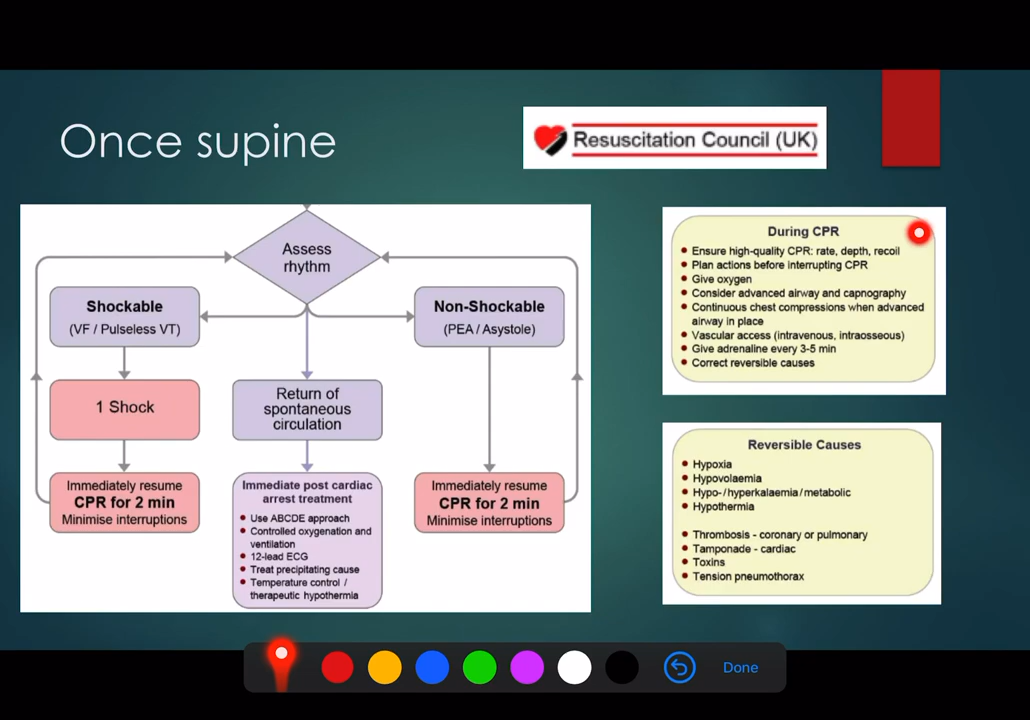 Once supine
Resuscitation Council (UK)
Assess
rhythm
Shockable
(VF / Pulseless VT)
Non-Shockable
(PEA / Asystole)
1 Shock
Return of
spontaneous
circulation
Immediately resume
CPR for 2 min
Minimise interruptions
Immediate post cardiac
arrest treatment
Use ABCDE approach
Controlled oxygenation and
ventilation
12-lead ECG
Treat precipitating cause
Temperature control /
therapeutic hypothermia
Immediately resume
CPR for 2 min
Minimise interruptions
During CPR
Ensure high-quality CPR: rate, depth, recoil
Plan actions before interrupting CPR
Give oxygen
Consider advanced airway and capnography
Continuous chest compressions when advanced
airway in place
Vascular access (intravenous, intraosseous)
Give adrenaline every 3-5 min
Correct reversible causes
Reversible Causes
Hypoxia
Hypovolaemia
Hypo-/hyperkalaemia/metabolic
Hypothermia
Thrombosis - coronary or pulmonary
Tamponade - cardiac
Toxins
Tension pneumothorax
Done